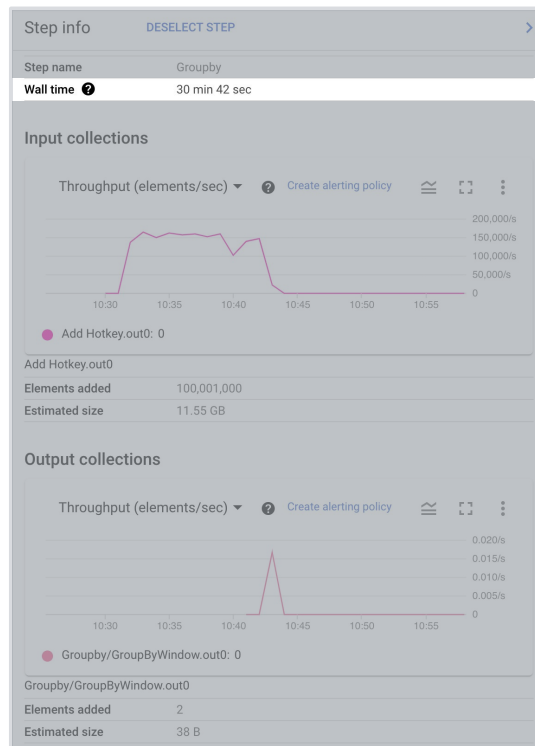 Step info DESELECT STEP
Step name Groupby
Wall time ? 30 min 42 sec
Input collections
Throughput (elements/sec) ? Create alerting policy
200,000/s
150,000/s
100,000/s
50,000/s
0
10:30 10:35 10:40 10:45 10:50 10:55
Add Hotkey.out0: 0
Add Hotkey.out0
Elements added 100,001,000
Estimated size 11.55 GB
Output collections
Throughput (elements/sec) ? Create alerting policy
0.020/s
0.015/s
0.010/s
0.005/s
0
10:30 10:35 10:40 10:45 10:50 10:55
Groupby/GroupByWindow.out0: 0
Groupby/GroupByWindow.out0
Elements added 2
Estimated size 38 B